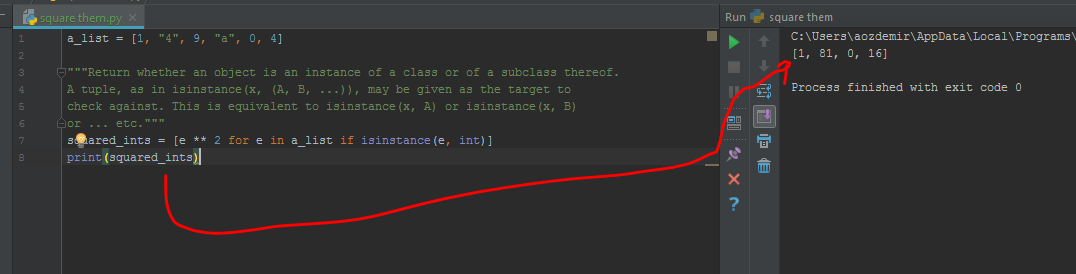 square them.py
1 a_list = [1, "4", 9, "a", 0, 4]
2
3 """Return whether an object is an instance of a class or of a subclass thereof.
4 A tuple, as in isinstance(x, (A, B, ...)), may be given as the target to
5 check against. This is equivalent to isinstance(x, A) or isinstance(x, B)
6 or ... etc."""
7 squared_ints = [e ** 2 for e in a_list if isinstance(e, int)]
8 print(squared_ints)
Run square them
C:\Users\aozdemir\AppData\Local\Programs\
[1, 81, 0, 16]
Process finished with exit code 0